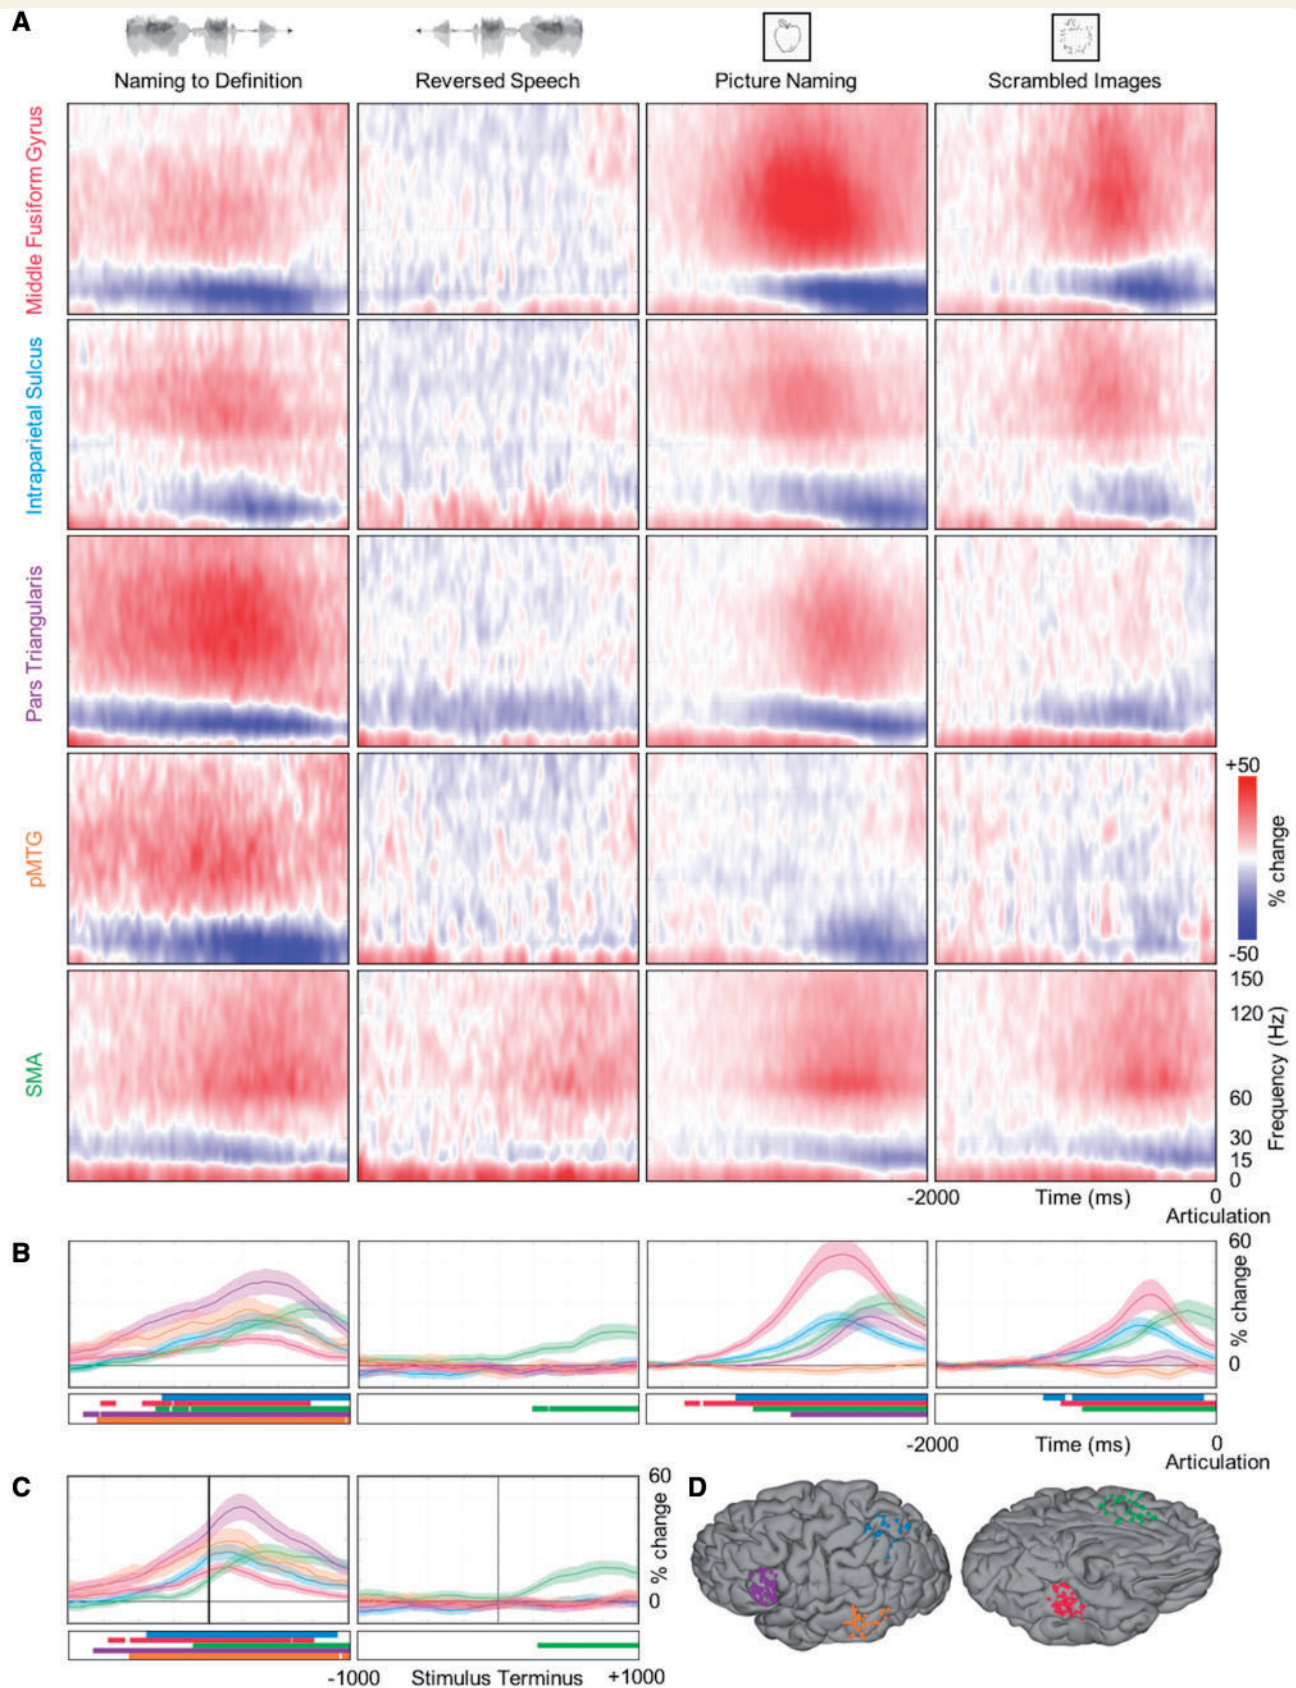 A
Naming to Definition
Reversed Speech
Picture Naming
Scrambled Images
Middle Fusiform Gyrus
Intraparietal Sulcus
Pars Triangularis
pMTG
SMA
+50
% change
-50
150
120
60
30
15
0
Frequency (Hz)
-2000
Time (ms)
0
Articulation
B
60
% change
0
-2000
Time (ms)
0
Articulation
C
60
% change
0
-1000
Stimulus Terminus
+1000
D